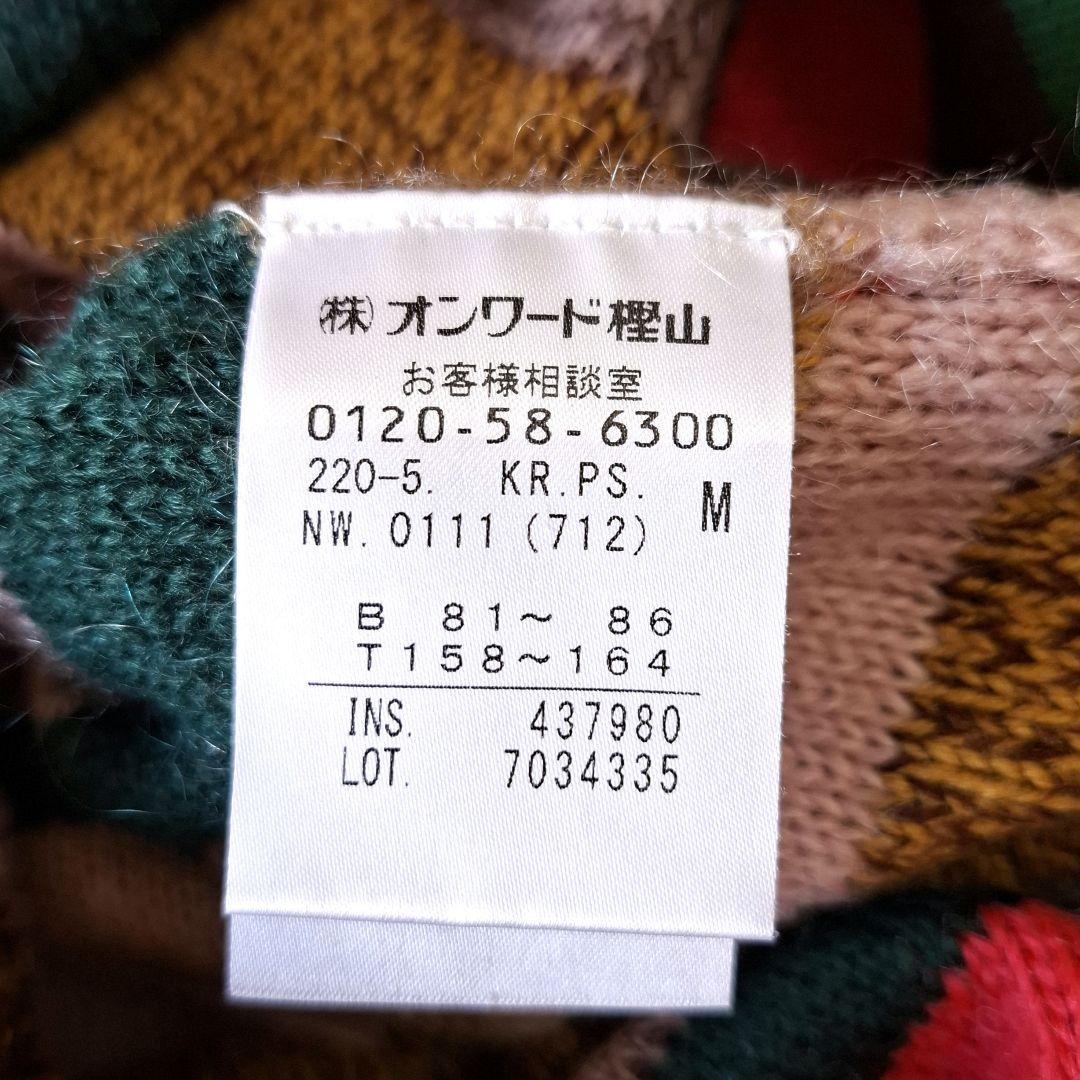 ㈱ オンワード樫山
お客様相談室
0120-58-6300
220-5. KR.PS.
NW. 0111 (712) M
B 81～ 86
T158～164
INS. 437980
LOT. 7034335